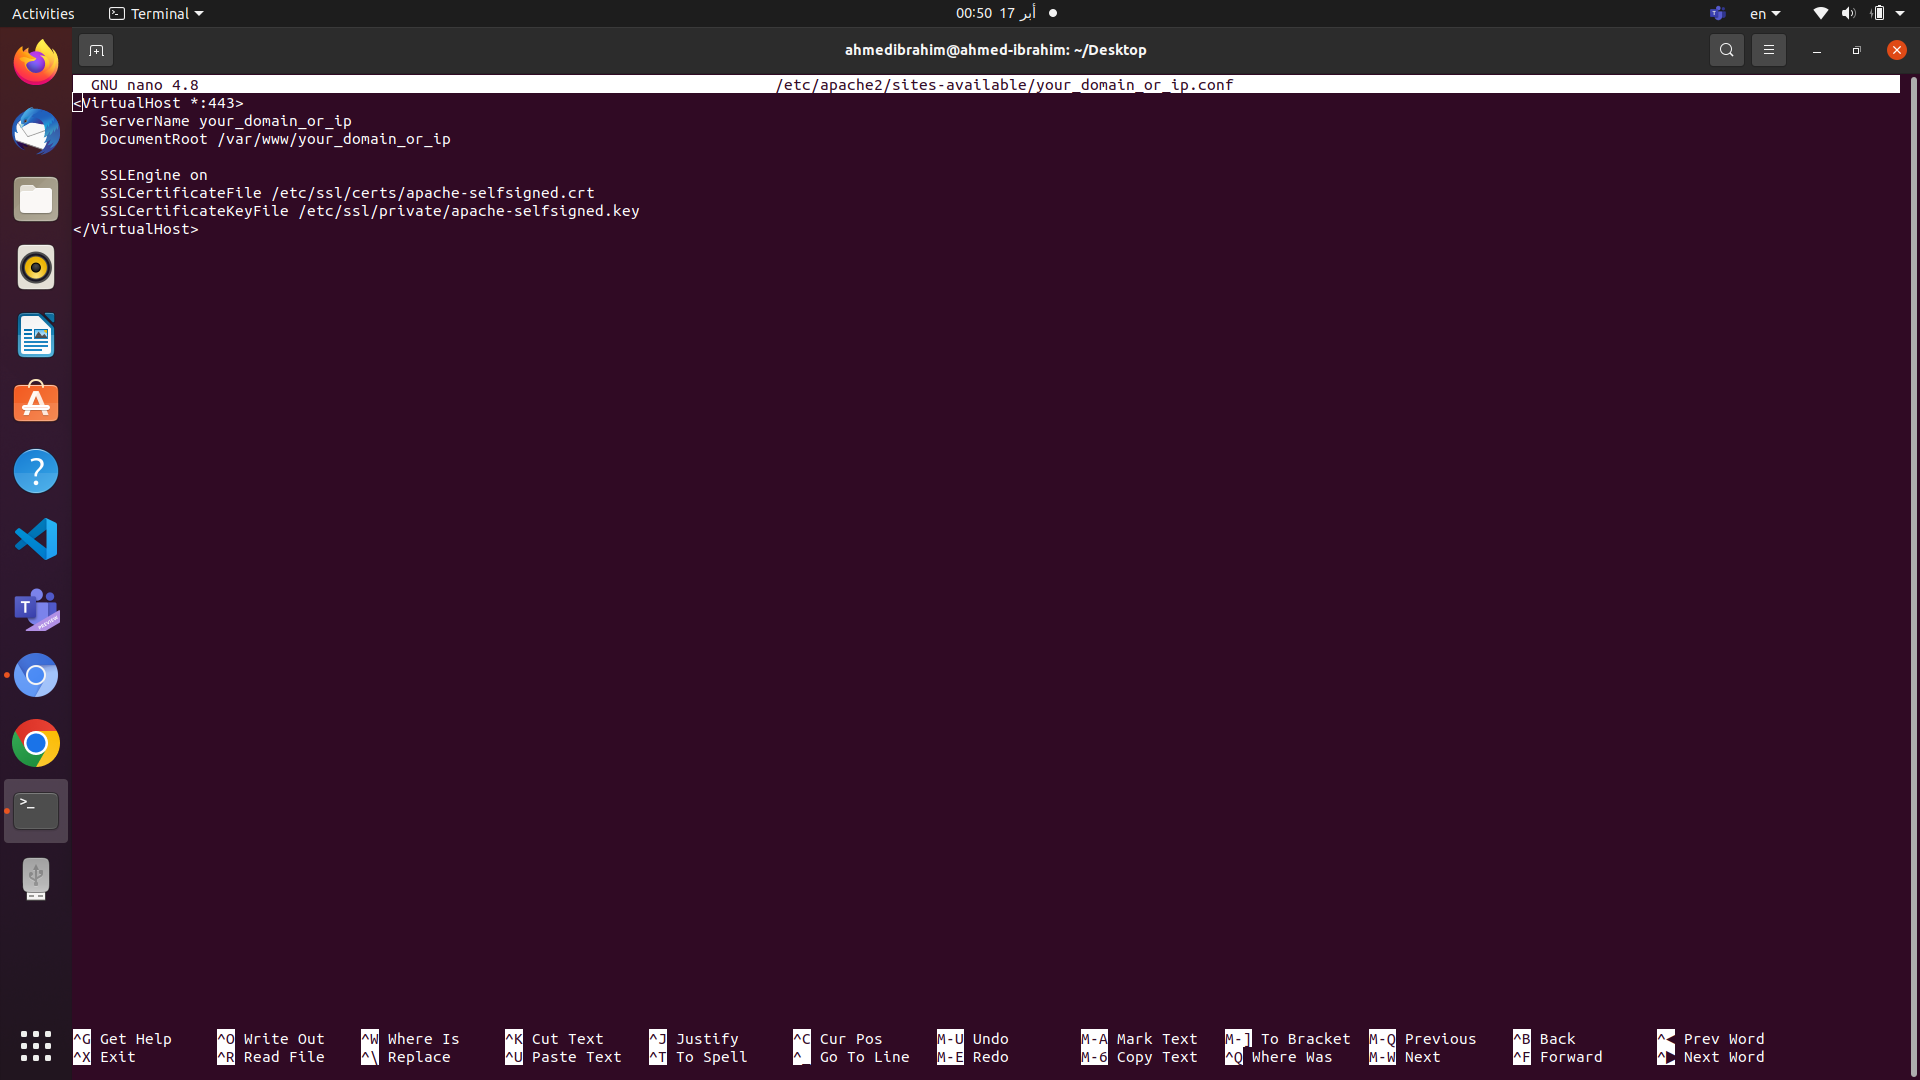 Activities Terminal 00:50 17 أبر en
ahmedibrahim@ahmed-ibrahim: ~/Desktop
GNU nano 4.8 /etc/apache2/sites-available/your_domain_or_ip.conf
<VirtualHost *:443>
ServerName your_domain_or_ip
DocumentRoot /var/www/your_domain_or_ip
SSLEngine on
SSLCertificateFile /etc/ssl/certs/apache-selfsigned.crt
SSLCertificateKeyFile /etc/ssl/private/apache-selfsigned.key
</VirtualHost>
^G Get Help ^O Write Out ^W Where Is ^K Cut Text ^J Justify ^C Cur Pos M-U Undo M-A Mark Text M-] To Bracket M-Q Previous ^B Back ^◀ Prev Word
^X Exit ^R Read File ^\ Replace ^U Paste Text ^T To Spell ^_ Go To Line M-E Redo M-6 Copy Text ^Q Where Was M-W Next ^F Forward ^▶ Next Word